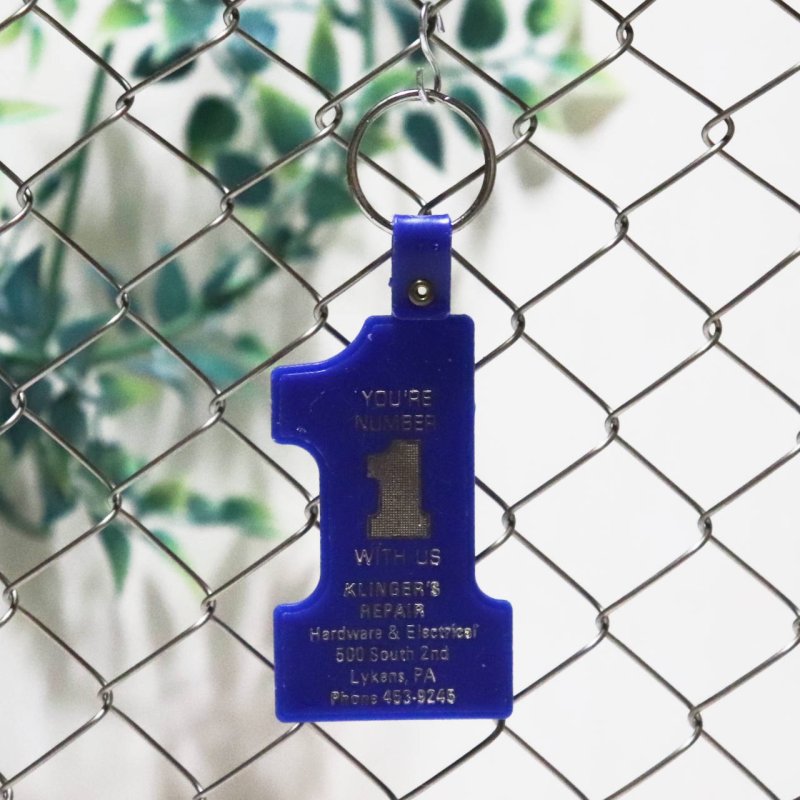 YOU'RE
NUMBER
1
WITH US
KLINGER'S
REPAIR
Hardware & Electrical
500 South 2nd
Lykens, PA
Phone 453-9245